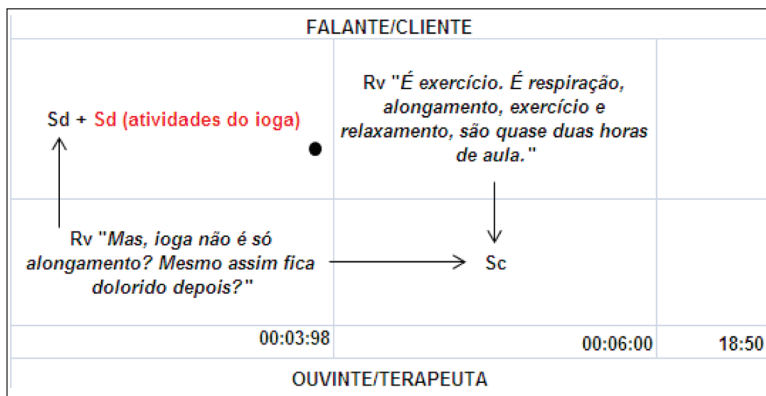 FALANTE/CLIENTE
Sd + Sd (atividades do ioga)
Rv "É exercício. É respiração,
alongamento, exercício e
relaxamento, são quase duas horas
de aula."
Rv "Mas, ioga não é só
alongamento? Mesmo assim fica
dolorido depois?"
Sc
00:03:98
00:06:00
18:50
OUVINTE/TERAPEUTA